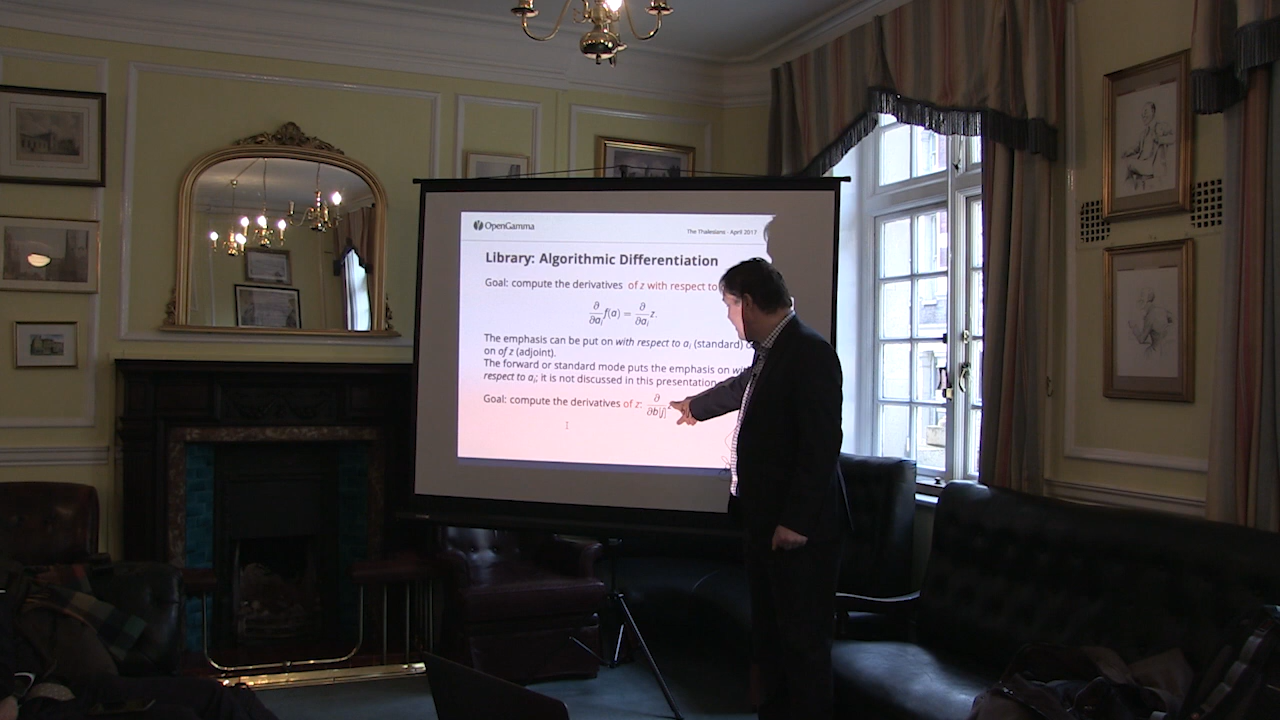 OpenGamma
The Thalesians - April 2017
Library: Algorithmic Differentiation
Goal: compute the derivatives of z with respect to
∂/∂aᵢ f(a) = ∂/∂aᵢ z.
The emphasis can be put on with respect to aᵢ (standard)
on of z (adjoint).
The forward or standard mode puts the emphasis on
respect to aᵢ; it is not discussed in this presentation
Goal: compute the derivatives of z: ∂/∂b[j]